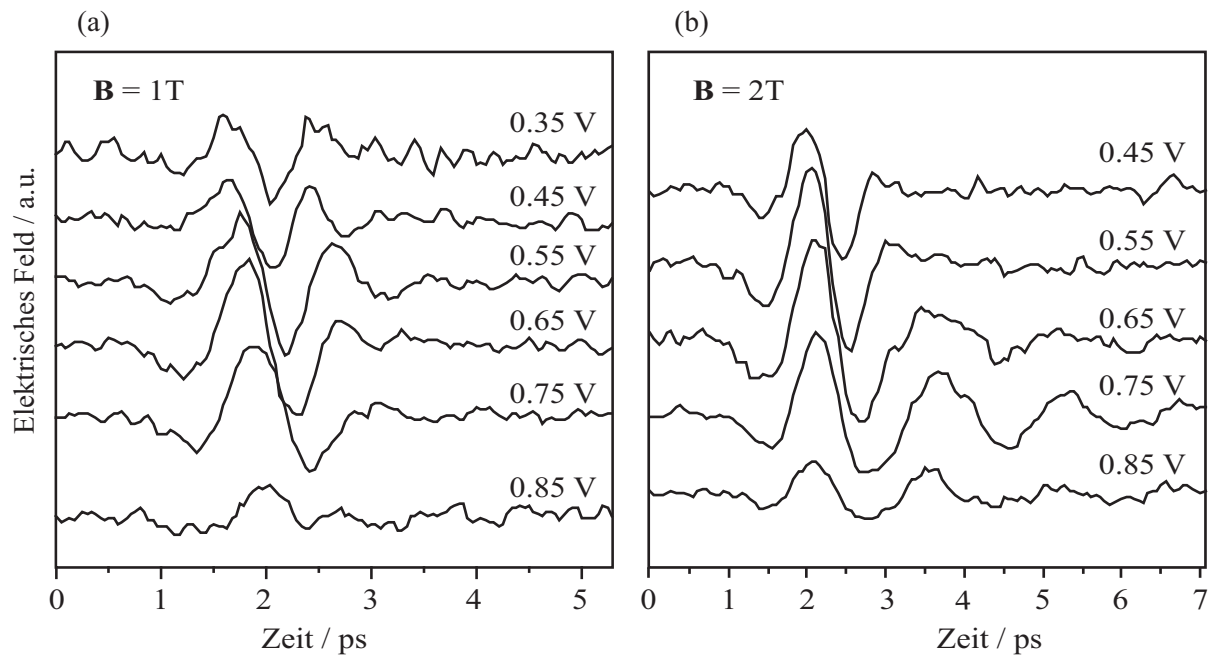 (a)
B = 1T
0.35 V
0.45 V
0.55 V
0.65 V
0.75 V
0.85 V
Elektrisches Feld / a.u.
0 1 2 3 4 5
Zeit / ps
(b)
B = 2T
0.45 V
0.55 V
0.65 V
0.75 V
0.85 V
0 1 2 3 4 5 6 7
Zeit / ps